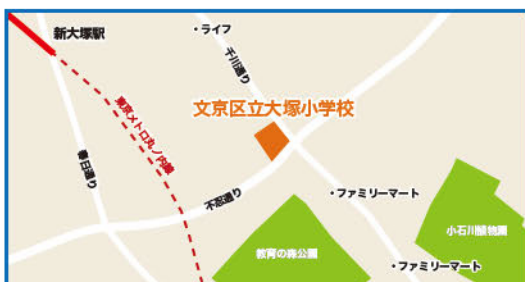 新大塚駅
・ライフ
千川通り
東京メトロ丸ノ内線
文京区立大塚小学校
春日通り
不忍通り
・ファミリーマート
小石川植物園
教育の森公園
・ファミリーマート